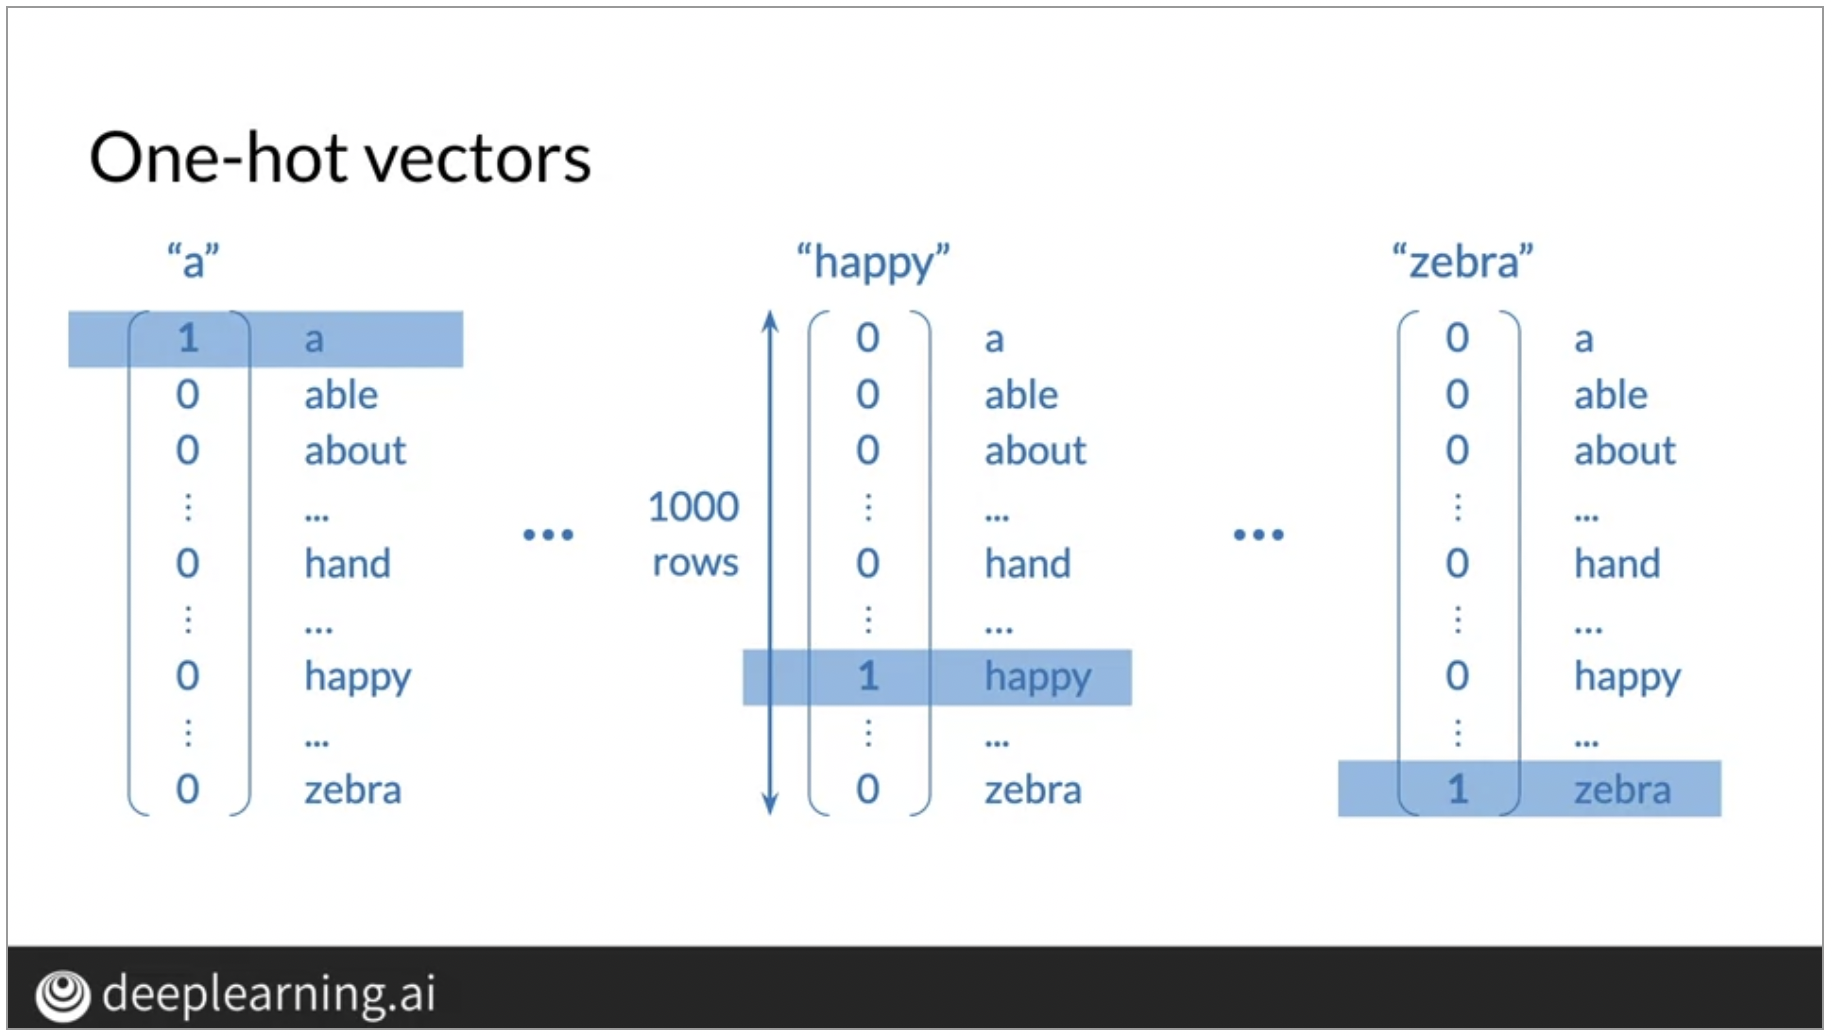 One-hot vectors
“a” “happy” “zebra”
1 a 0 a 0 a
0 able 0 able 0 able
0 about 0 about 0 about
⋮ ... 1000 ⋮ ... ⋮ ...
... ...
0 hand rows 0 hand 0 hand
⋮ ... ⋮ ... ⋮ ...
0 happy 1 happy 0 happy
⋮ ... ⋮ ... ⋮ ...
0 zebra 0 zebra 1 zebra
deeplearning.ai